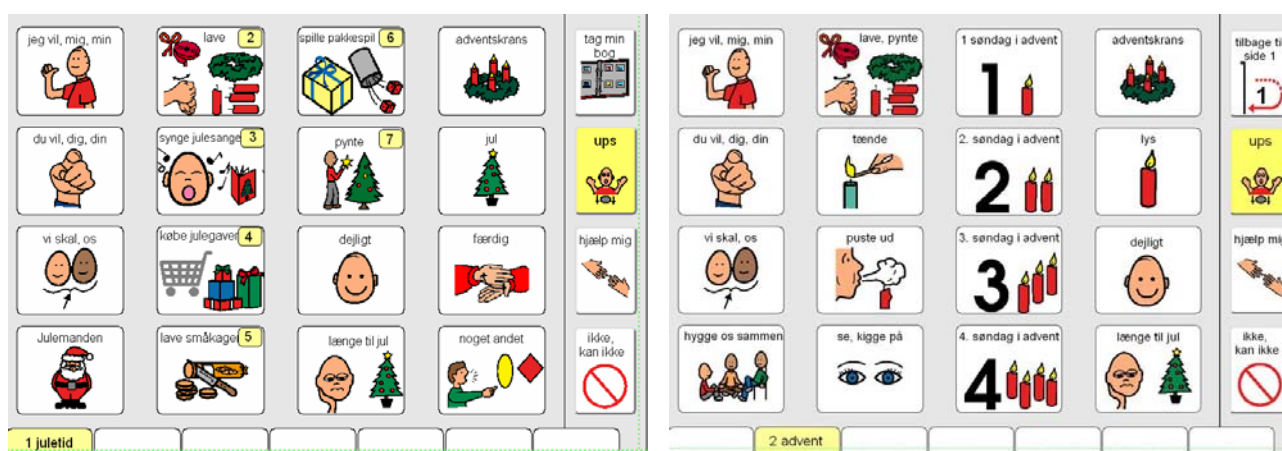 jeg vil, mig, min
lave 2
spille pakkespil 6
adventskrans
tag min
bog
du vil, dig, din
synge julesange 3
pynte 7
jul
ups
vi skal, os
købe julegaver 4
dejligt
færdig
hjælp mig
Julemanden
lave småkager 5
længe til jul
noget andet
ikke,
kan ikke
1 juletid
jeg vil, mig, min
lave, pynte
1 søndag i advent
1
adventskrans
tilbage til
side 1
1
du vil, dig, din
tænde
2. søndag i advent
2
lys
ups
vi skal, os
puste ud
3. søndag i advent
3
dejligt
hjælp mig
hygge os sammen
se, kigge på
4. søndag i advent
4
længe til jul
ikke,
kan ikke
2 advent